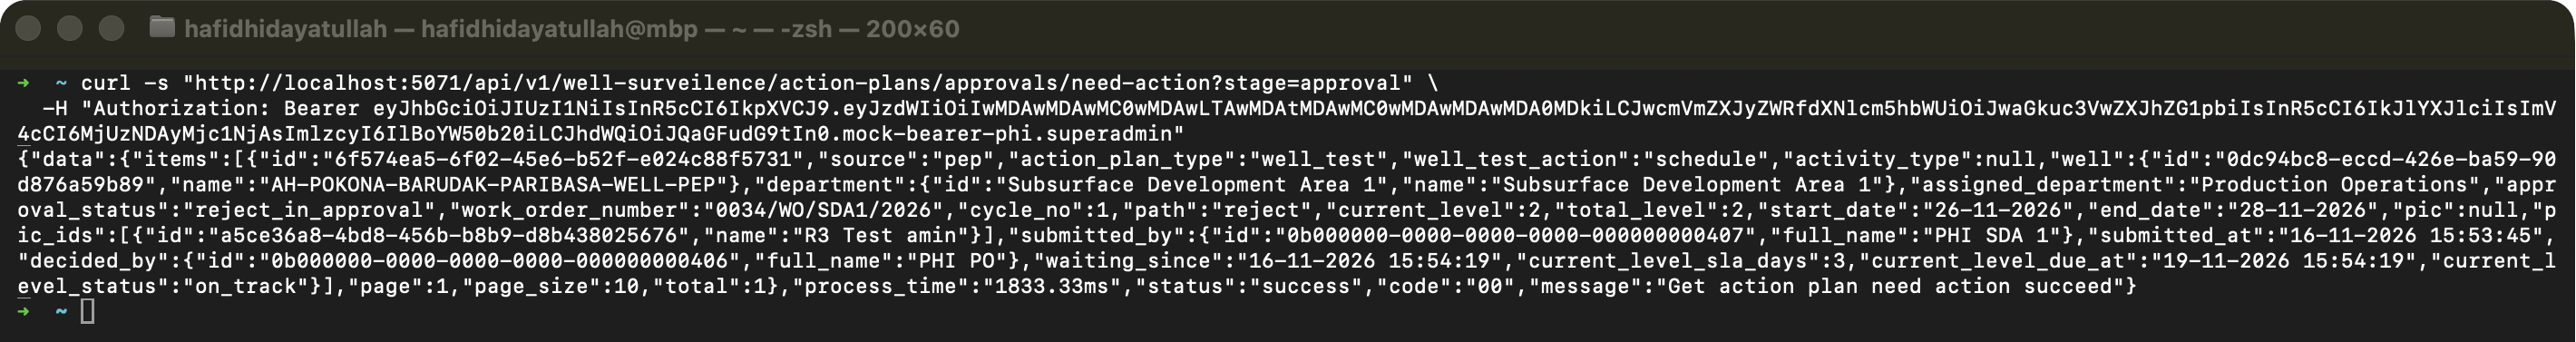 hafidhidayatullah — hafidhidayatullah@mbp — ~ — -zsh — 200×60
➜  ~ curl -s "http://localhost:5071/api/v1/well-surveilence/action-plans/approvals/need-action?stage=approval" \
  -H "Authorization: Bearer eyJhbGciOiJIUzI1NiIsInR5cCI6IkpXVCJ9.eyJzdWIiOiIwMDAwMDAwMC0wMDAwLTAwMDAtMDAwMC0wMDAwMDAwMDA0MDkiLCJwcmVmZXJyZWRfdXNlcm5hbWUiOiJwaGkuc3VwZXJhZG1pbiIsInR5cCI6IkJlYXJlciIsImV
4cCI6MjUzNDAyMjc1NjAsImlzcyI6IlBoYW50b20iLCJhdWQiOiJQaGFudG9tIn0.mock-bearer-phi.superadmin"
{"data":{"items":[{"id":"6f574ea5-6f02-45e6-b52f-e024c88f5731","source":"pep","action_plan_type":"well_test","well_test_action":"schedule","activity_type":null,"well":{"id":"0dc94bc8-eccd-426e-ba59-90
d876a59b89","name":"AH-POKONA-BARUDAK-PARIBASA-WELL-PEP"},"department":{"id":"Subsurface Development Area 1","name":"Subsurface Development Area 1"},"assigned_department":"Production Operations","appr
oval_status":"reject_in_approval","work_order_number":"0034/WO/SDA1/2026","cycle_no":1,"path":"reject","current_level":2,"total_level":2,"start_date":"26-11-2026","end_date":"28-11-2026","pic":null,"p
ic_ids":[{"id":"a5ce36a8-4bd8-456b-b8b9-d8b438025676","name":"R3 Test amin"}],"submitted_by":{"id":"0b000000-0000-0000-0000-000000000407","full_name":"PHI SDA 1"},"submitted_at":"16-11-2026 15:53:45",
"decided_by":{"id":"0b000000-0000-0000-0000-000000000406","full_name":"PHI PO"},"waiting_since":"16-11-2026 15:54:19","current_level_sla_days":3,"current_level_due_at":"19-11-2026 15:54:19","current_l
evel_status":"on_track"}],"page":1,"page_size":10,"total":1},"process_time":"1833.33ms","status":"success","code":"00","message":"Get action plan need action succeed"}
➜  ~